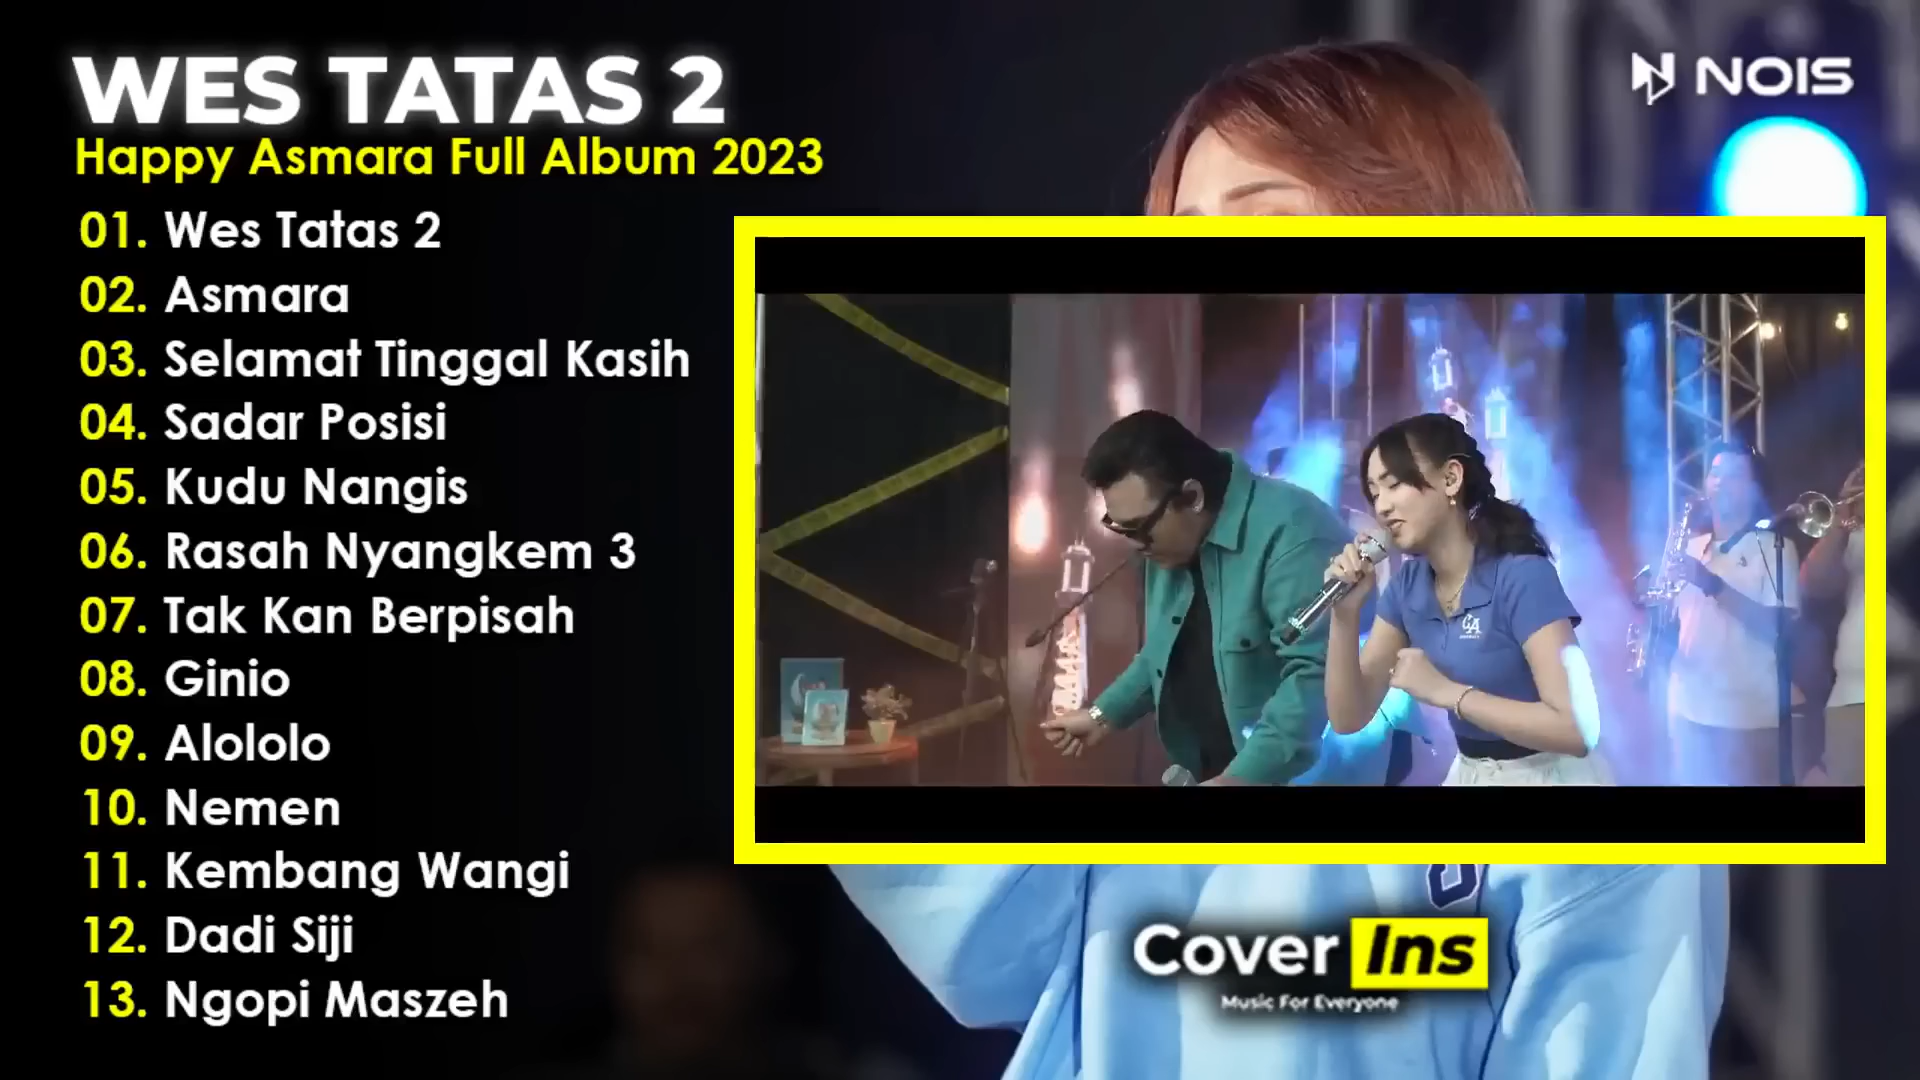 WES TATAS 2
Happy Asmara Full Album 2023
01. Wes Tatas 2
02. Asmara
03. Selamat Tinggal Kasih
04. Sadar Posisi
05. Kudu Nangis
06. Rasah Nyangkem 3
07. Tak Kan Berpisah
08. Ginio
09. Alololo
10. Nemen
11. Kembang Wangi
12. Dadi Siji
13. Ngopi Maszeh
NOIS
Cover Ins
Music For Everyone